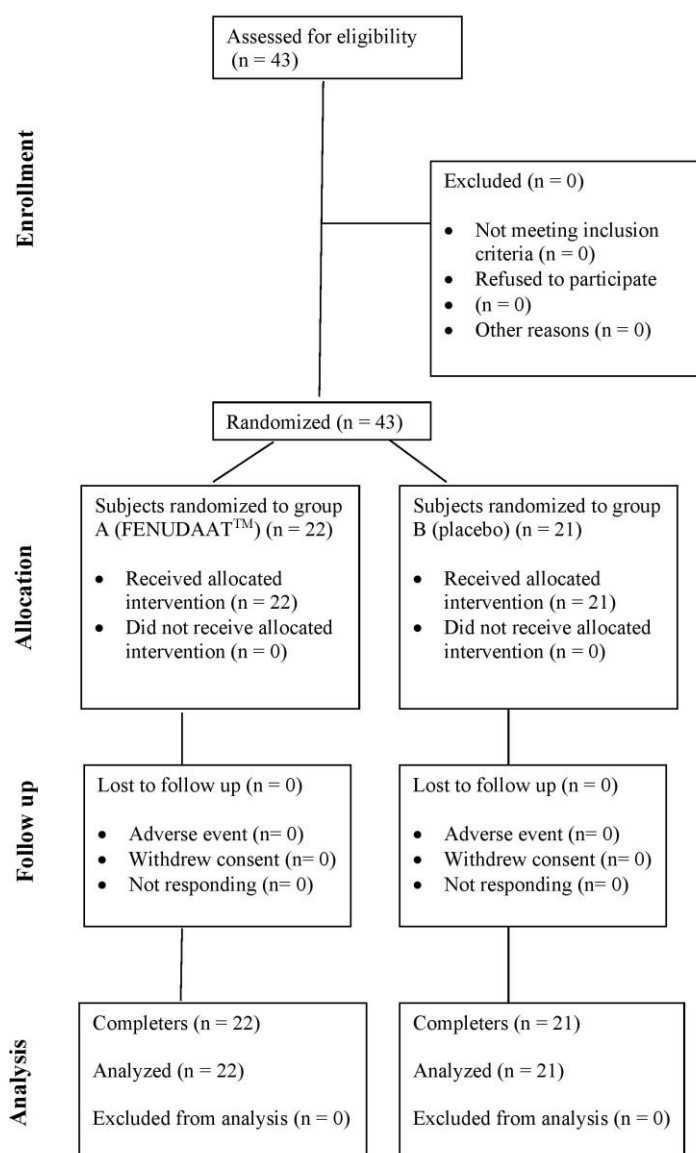 Assessed for eligibility
(n = 43)
Enrollment
Excluded (n = 0)
• Not meeting inclusion
criteria (n = 0)
• Refused to participate
• (n = 0)
• Other reasons (n = 0)
Randomized (n = 43)
Allocation
Subjects randomized to group
A (FENUDAAT™) (n = 22)
• Received allocated
intervention (n = 22)
• Did not receive allocated
intervention (n = 0)
Subjects randomized to group
B (placebo) (n = 21)
• Received allocated
intervention (n = 21)
• Did not receive allocated
intervention (n = 0)
Follow up
Lost to follow up (n = 0)
• Adverse event (n= 0)
• Withdrew consent (n= 0)
• Not responding (n= 0)
Lost to follow up (n = 0)
• Adverse event (n= 0)
• Withdrew consent (n= 0)
• Not responding (n= 0)
Analysis
Completers (n = 22)
Analyzed (n = 22)
Excluded from analysis (n = 0)
Completers (n = 21)
Analyzed (n = 21)
Excluded from analysis (n = 0)